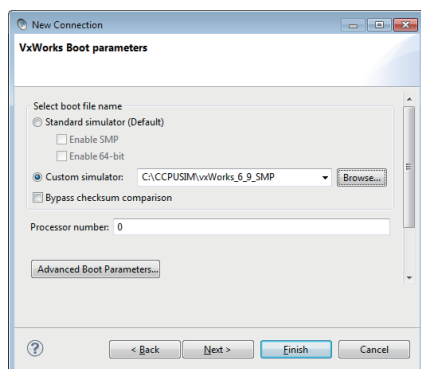 New Connection
VxWorks Boot parameters
Select boot file name
Standard simulator (Default)
Enable SMP
Enable 64-bit
Custom simulator: C:\CCPUSIM\vxWorks_6_9_SMP Browse...
Bypass checksum comparison
Processor number: 0
Advanced Boot Parameters...
? < Back Next > Finish Cancel